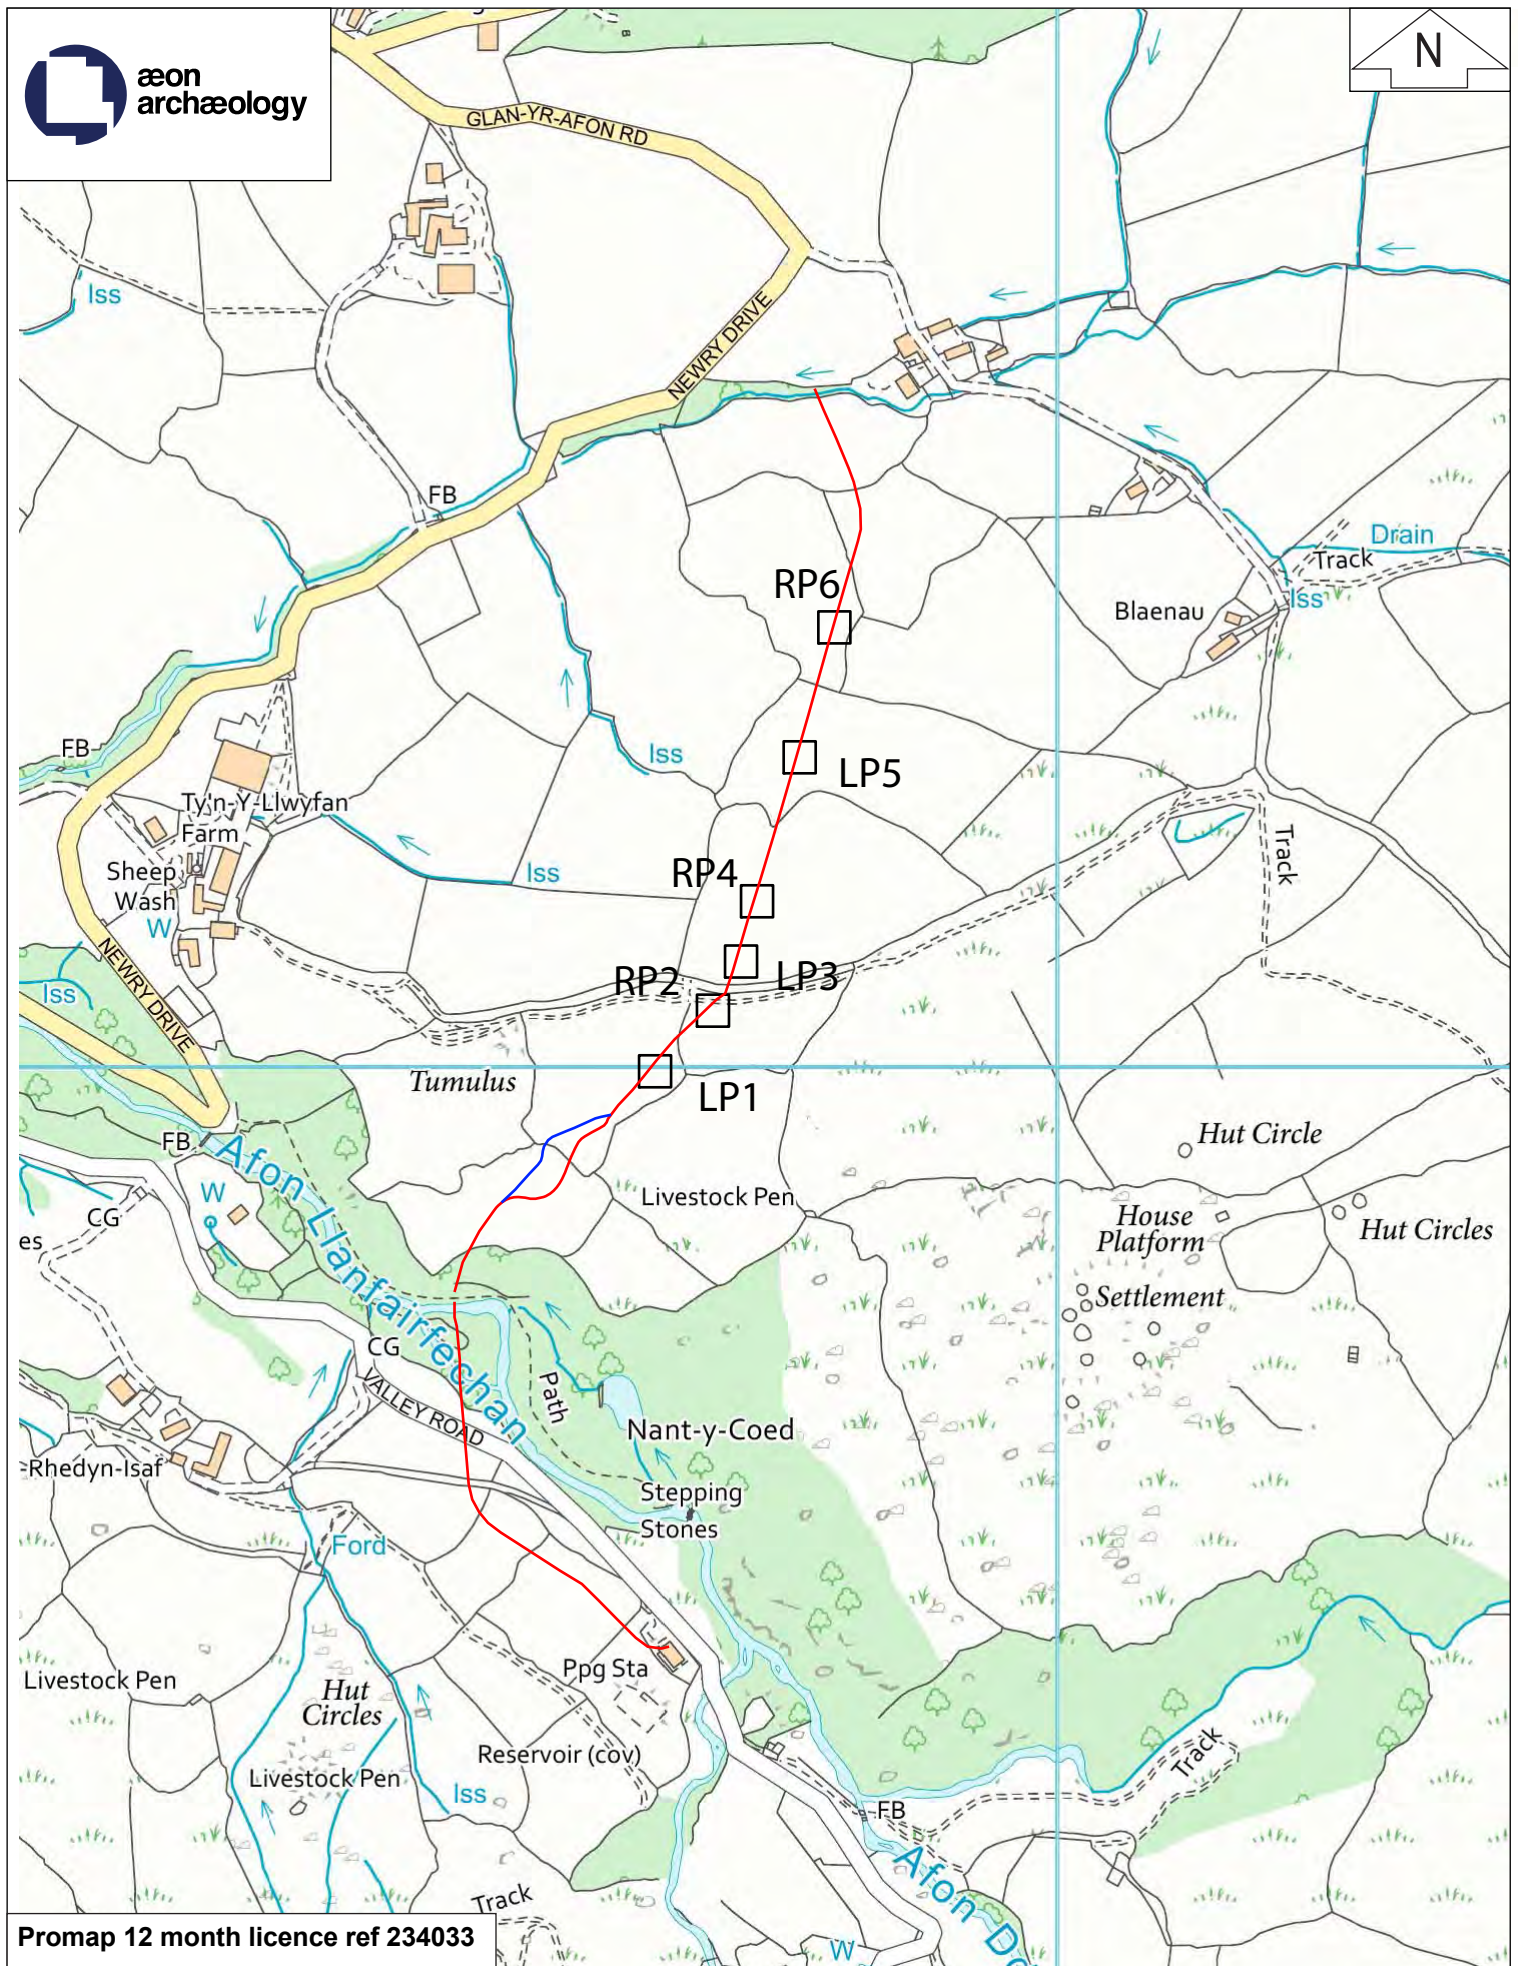 æon
archæology
N
GLAN-YR-AFON RD
Iss
NEWRY DRIVE
FB
Drain
Track
Iss
RP6
Blaenau
Iss
FB
LP5
Ty'n-Y-Llwyfan
Farm
Track
Sheep
Wash
W
Iss
RP4
NEWRY DRIVE
Iss
RP2
LP3
Tumulus
LP1
FB
Hut Circle
W
CG
es
Livestock Pen
House
Platform
Hut Circles
Settlement
Afon Llanfairfechan
CG
VALLEY ROAD
Path
Nant-y-Coed
Rhedyn-Isaf
Stepping
Stones
Ford
Livestock Pen
Hut
Circles
Ppg Sta
Reservoir (cov)
Livestock Pen
Iss
Track
FB
Track
Afon
W
Promap 12 month licence ref 234033